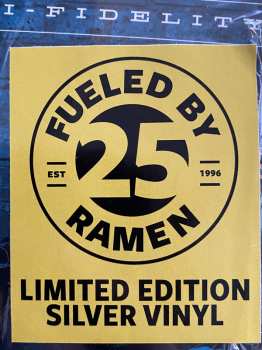 I-FIDELITY
FUELED BY
EST 25 1996
RAMEN
LIMITED EDITION
SILVER VINYL